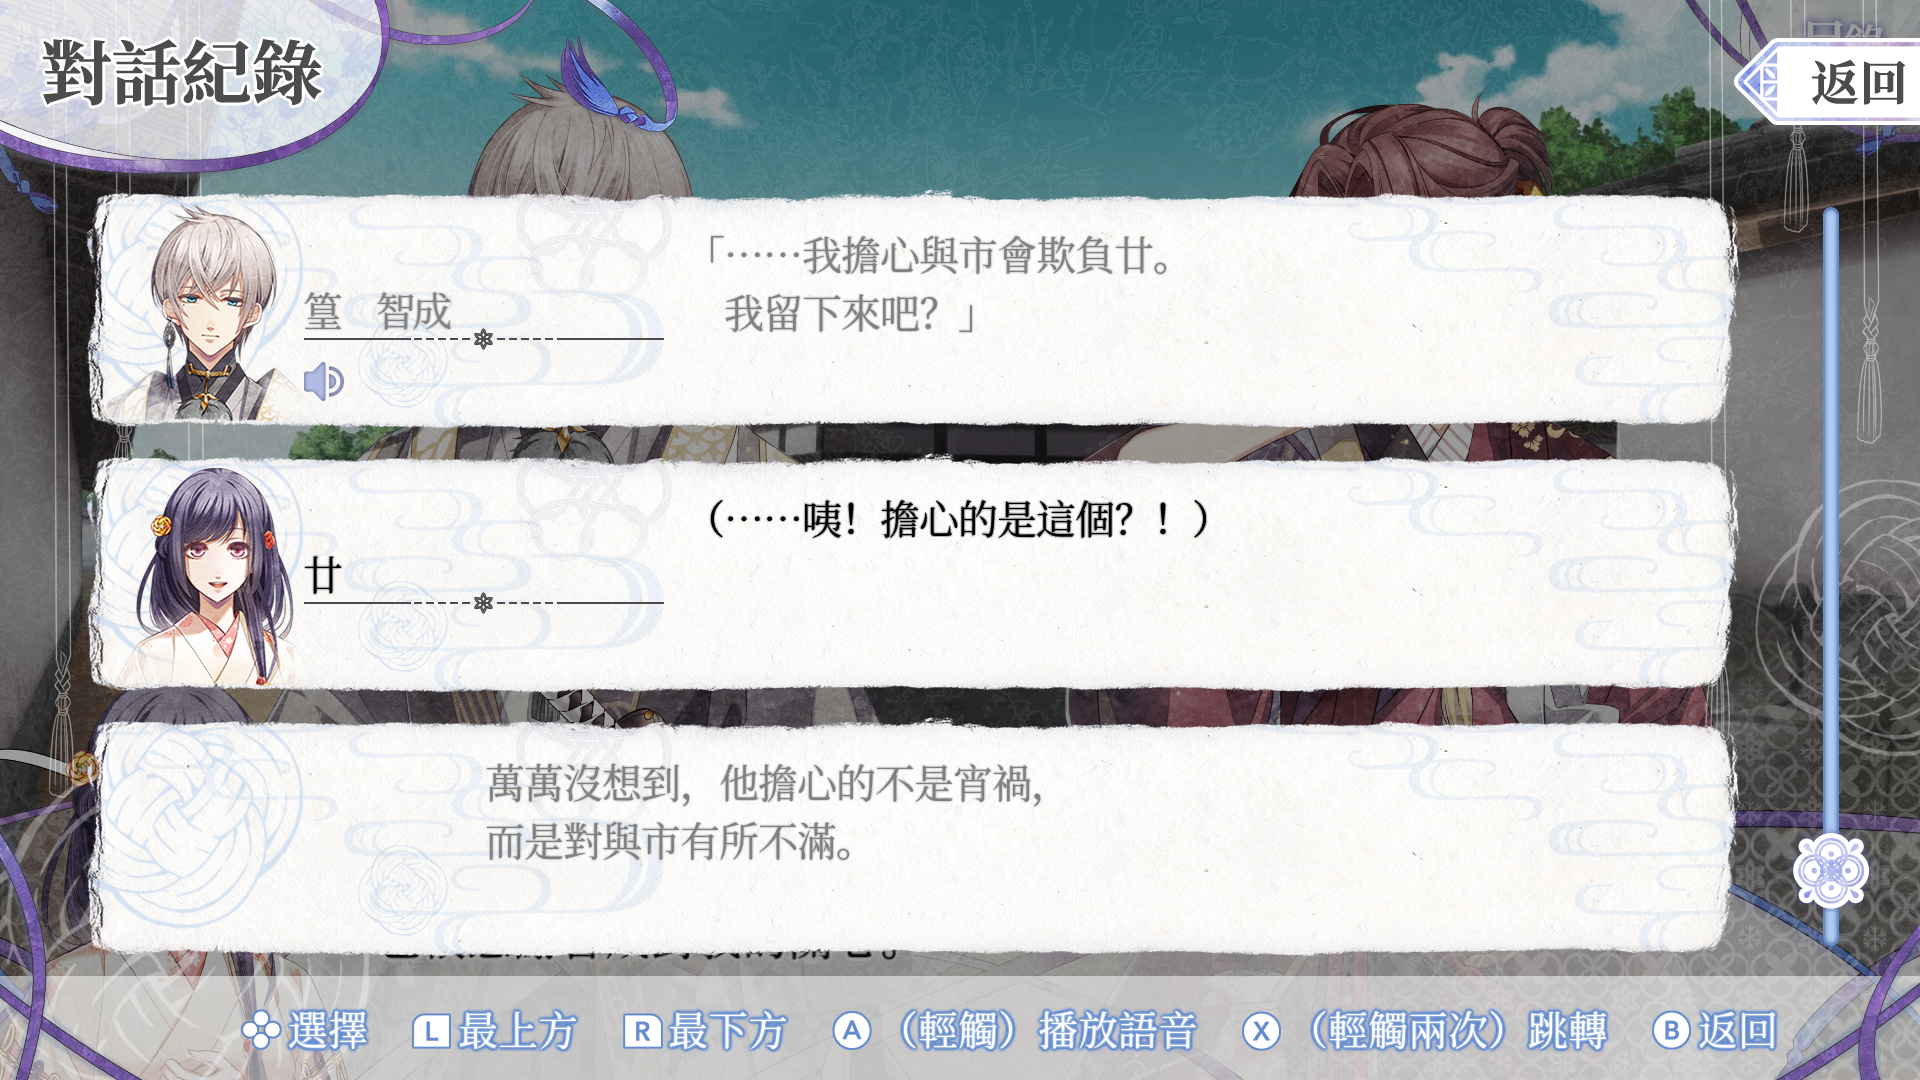 對話紀錄
返回
「……我擔心與市會欺負廿。
我留下來吧？」
篁　智成
（……咦！擔心的是這個？！）
廿
萬萬沒想到，他擔心的不是宵禍，
而是對與市有所不滿。
選擇
L 最上方
R 最下方
A （輕觸）播放語音
X （輕觸兩次）跳轉
B 返回